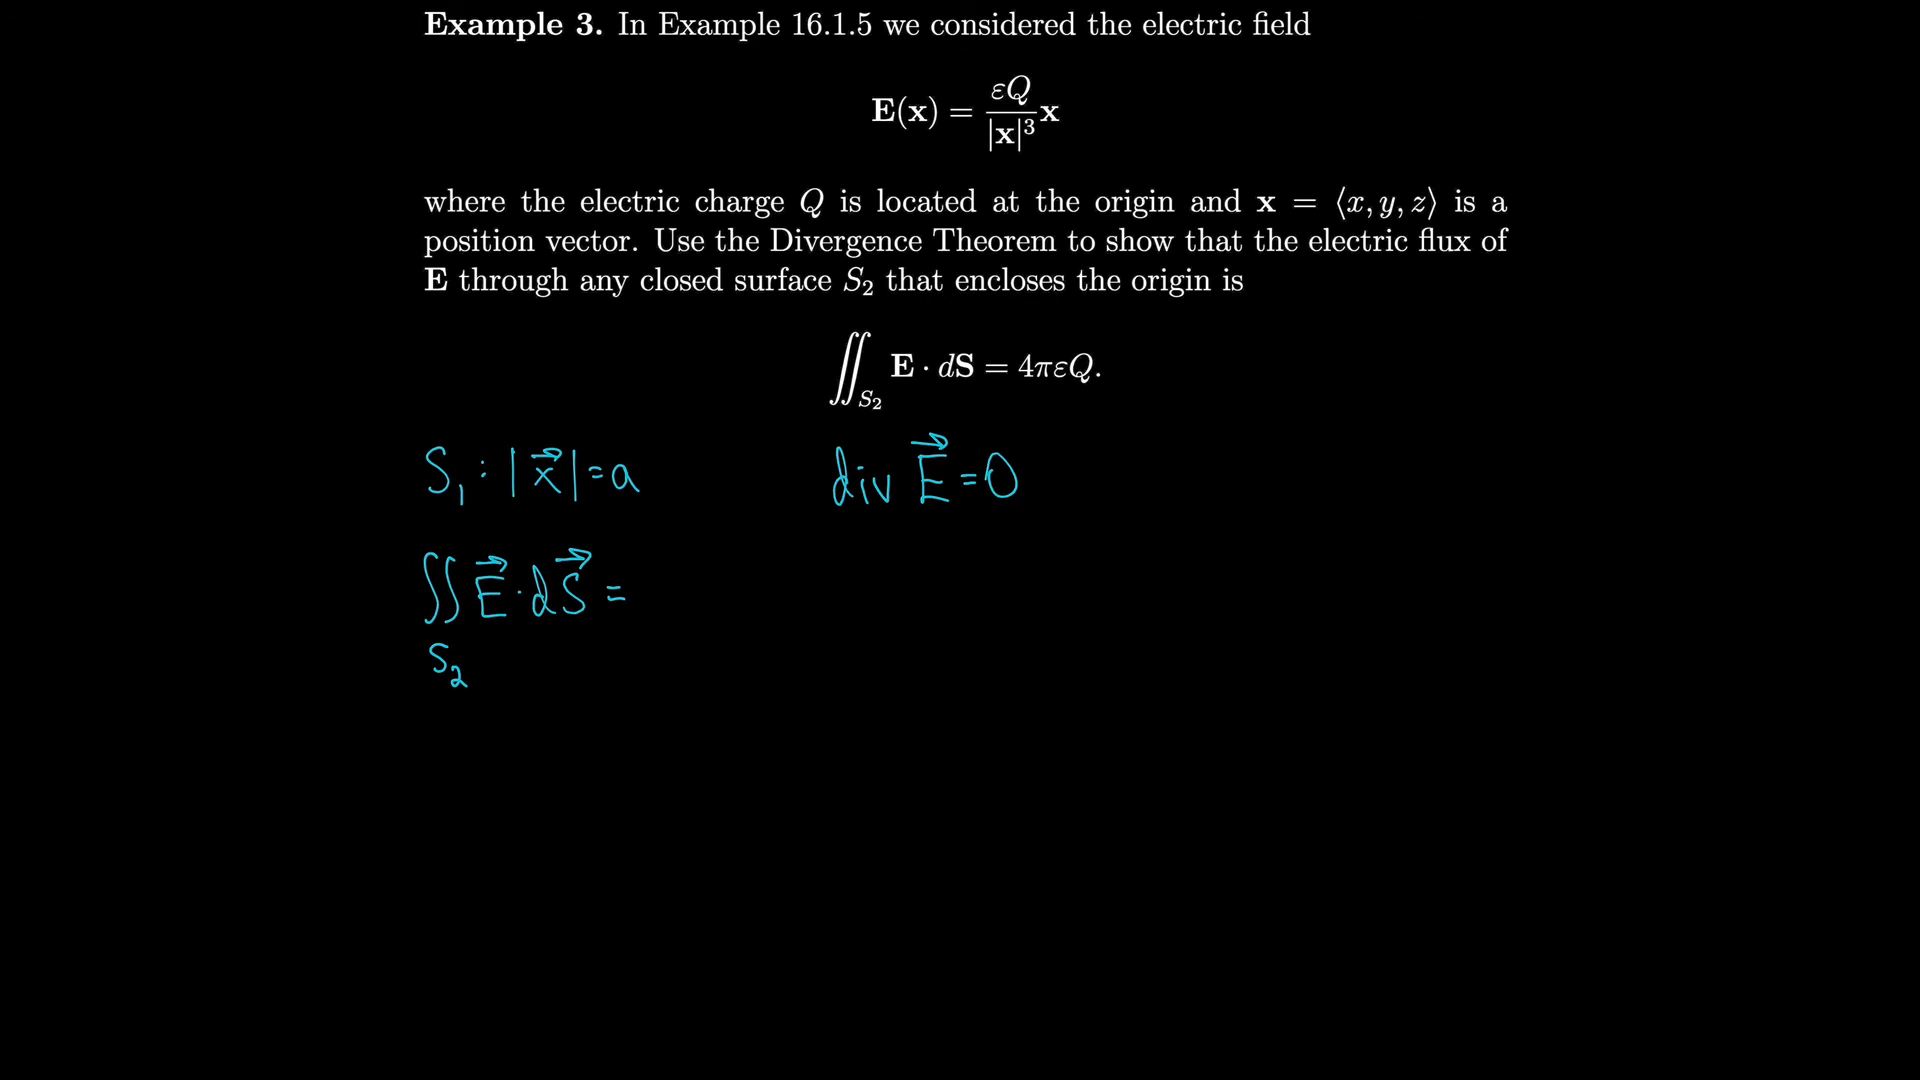 Example 3. In Example 16.1.5 we considered the electric field
E(x) = εQ/|x|³ x
where the electric charge Q is located at the origin and x = ⟨x, y, z⟩ is a
position vector. Use the Divergence Theorem to show that the electric flux of
E through any closed surface S₂ that encloses the origin is
∬_S₂ E · dS = 4πεQ.
S₁ : |x⃗| = a div E⃗ = 0
∬_S₂ E⃗ · dS⃗ =